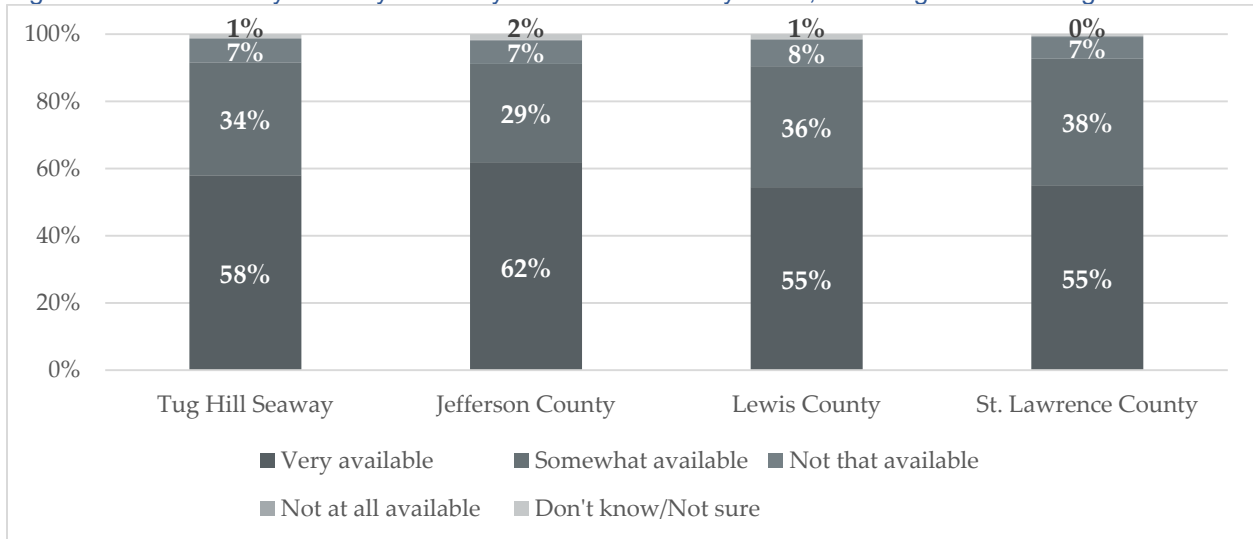 100%
80%
60%
40%
20%
0%
1%
7%
34%
58%
2%
7%
29%
62%
1%
8%
36%
55%
0%
7%
38%
55%
Tug Hill Seaway
Jefferson County
Lewis County
St. Lawrence County
Very available
Somewhat available
Not that available
Not at all available
Don't know/Not sure